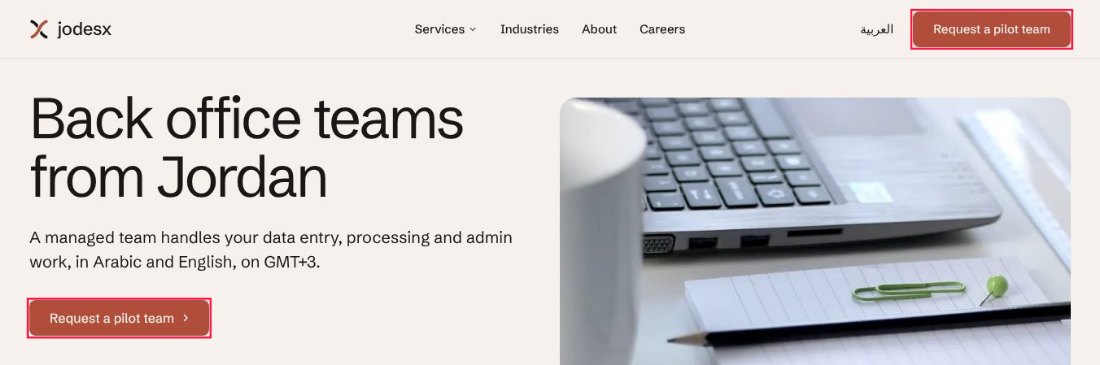 jodesx
Services
Industries
About
Careers
العربية
Request a pilot team
Back office teams
from Jordan
A managed team handles your data entry, processing and admin
work, in Arabic and English, on GMT+3.
Request a pilot team